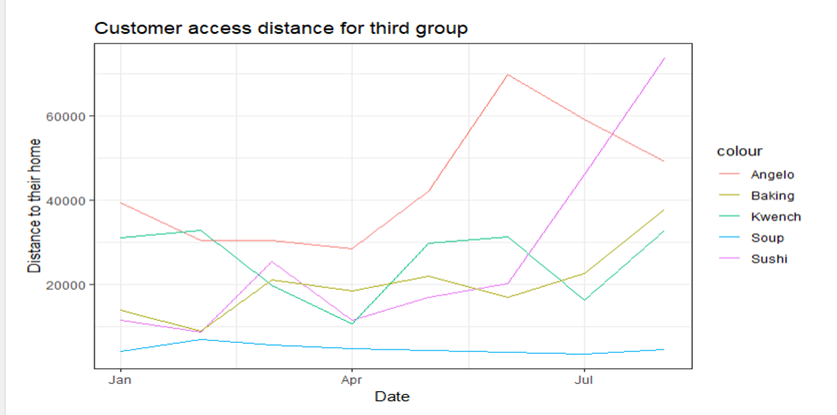 Customer access distance for third group
Distance to their home
60000
40000
20000
Jan
Apr
Jul
Date
colour
Angelo
Baking
Kwench
Soup
Sushi